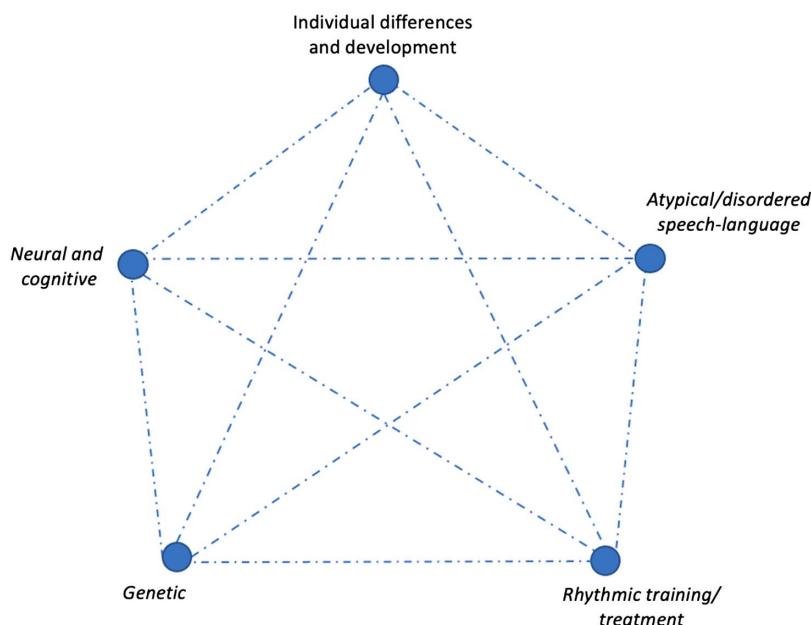 Individual differences
and development
Atypical/disordered
speech-language
Neural and
cognitive
Genetic
Rhythmic training/
treatment